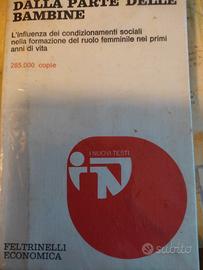 DALLA PARTE DELLE
BAMBINE
L'influenza dei condizionamenti sociali
nella formazione del ruolo femminile nei primi
anni di vita
285.000 copie
I NUOVI TESTI
FELTRINELLI
ECONOMICA
subito